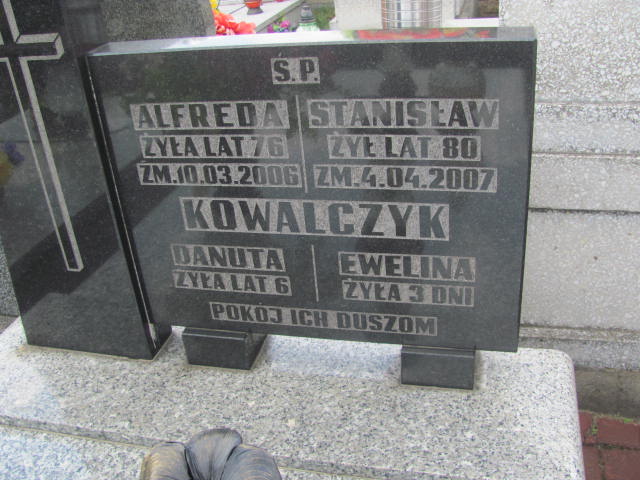 S.P.
ALFREDA STANISŁAW
ŻYŁA LAT 76 ŻYŁ LAT 80
ZM.10.03.2006 ZM.4.04.2007
KOWALCZYK
DANUTA EWELINA
ŻYŁA LAT 6 ŻYŁA 3 DNI
POKÓJ ICH DUSZOM